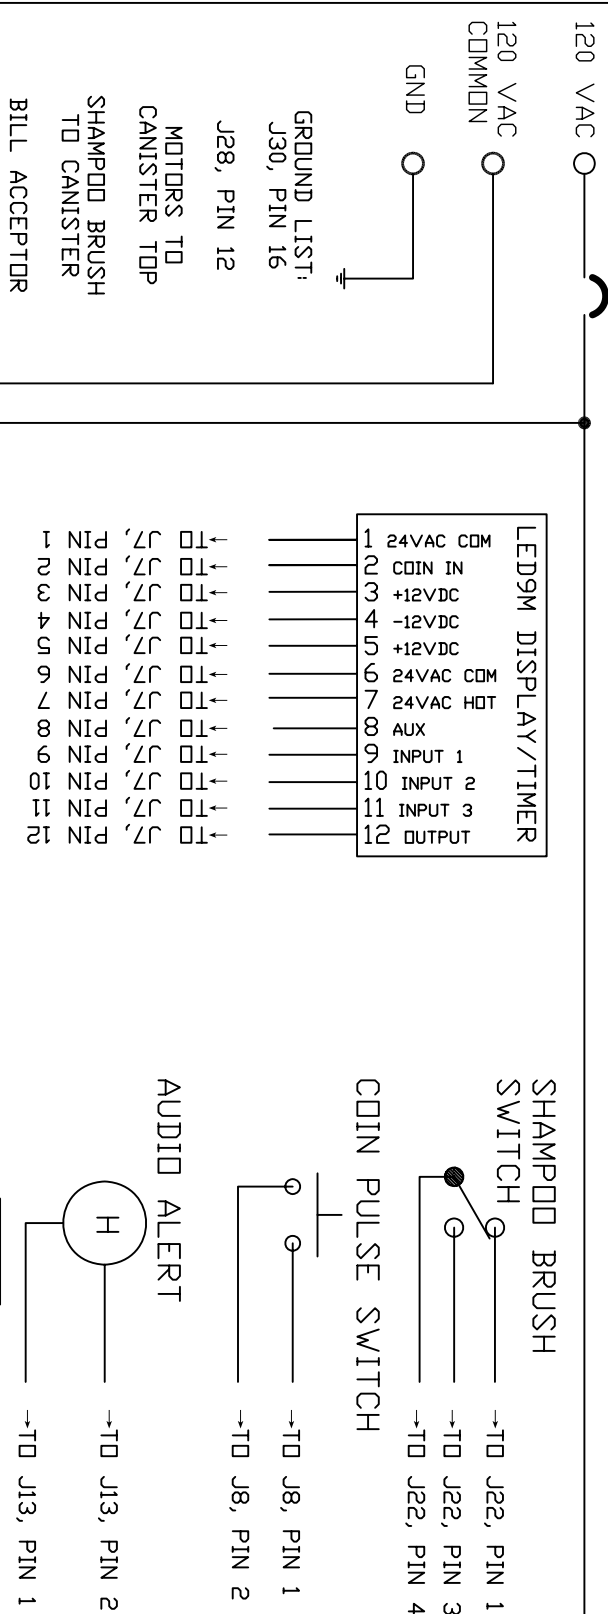 120 VAC
120 VAC
COMMON
GND
GROUND LIST:
J30, PIN 16
J28, PIN 12
MOTORS TO
CANISTER TOP
SHAMPOO BRUSH
TO CANISTER
BILL ACCEPTOR
LED9M DISPLAY/TIMER
1 24VAC COM
2 COIN IN
3 +12VDC
4 -12VDC
5 +12VDC
6 24VAC COM
7 24VAC HOT
8 AUX
9 INPUT 1
10 INPUT 2
11 INPUT 3
12 OUTPUT
←TO J7, PIN 1
←TO J7, PIN 2
←TO J7, PIN 3
←TO J7, PIN 4
←TO J7, PIN 5
←TO J7, PIN 6
←TO J7, PIN 7
←TO J7, PIN 8
←TO J7, PIN 9
←TO J7, PIN 10
←TO J7, PIN 11
←TO J7, PIN 12
SHAMPOO BRUSH
SWITCH
→TO J22, PIN 1
→TO J22, PIN 3
→TO J22, PIN 4
COIN PULSE SWITCH
→TO J8, PIN 1
→TO J8, PIN 2
AUDIO ALERT
H
→TO J13, PIN 2
→TO J13, PIN 1